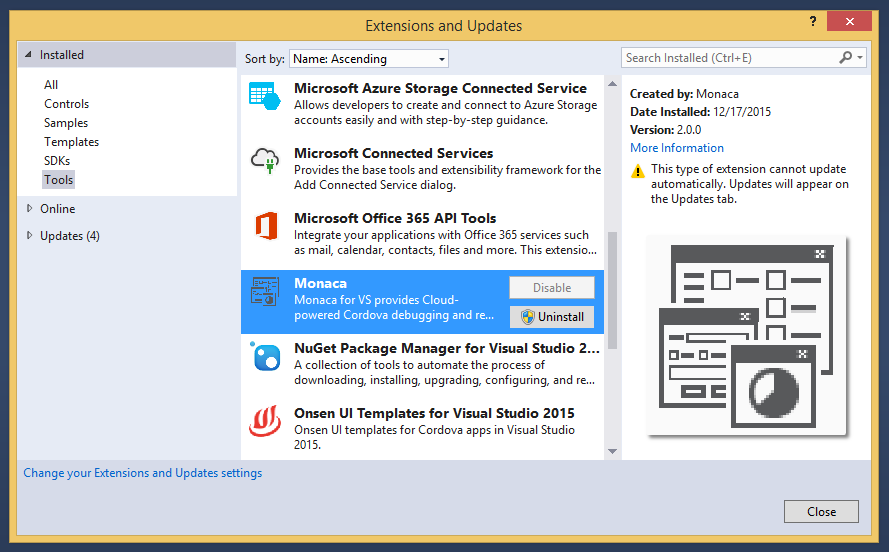 Extensions and Updates
?
Installed
All
Controls
Samples
Templates
SDKs
Tools
Online
Updates (4)
Sort by: Name: Ascending
Microsoft Azure Storage Connected Service
Allows developers to create and connect to Azure Storage
accounts easily and with step-by-step guidance.
Microsoft Connected Services
Provides the base tools and extensibility framework for the
Add Connected Service dialog.
Microsoft Office 365 API Tools
Integrate your applications with Office 365 services such
as mail, calendar, contacts, files and more. This extensio...
Monaca
Monaca for VS provides Cloud-
powered Cordova debugging and re...
Disable
Uninstall
NuGet Package Manager for Visual Studio 2...
A collection of tools to automate the process of
downloading, installing, upgrading, configuring, and re...
Onsen UI Templates for Visual Studio 2015
Onsen UI templates for Cordova apps in Visual Studio
2015.
Search Installed (Ctrl+E)
Created by: Monaca
Date Installed: 12/17/2015
Version: 2.0.0
More Information
This type of extension cannot update
automatically. Updates will appear on
the Updates tab.
Change your Extensions and Updates settings
Close